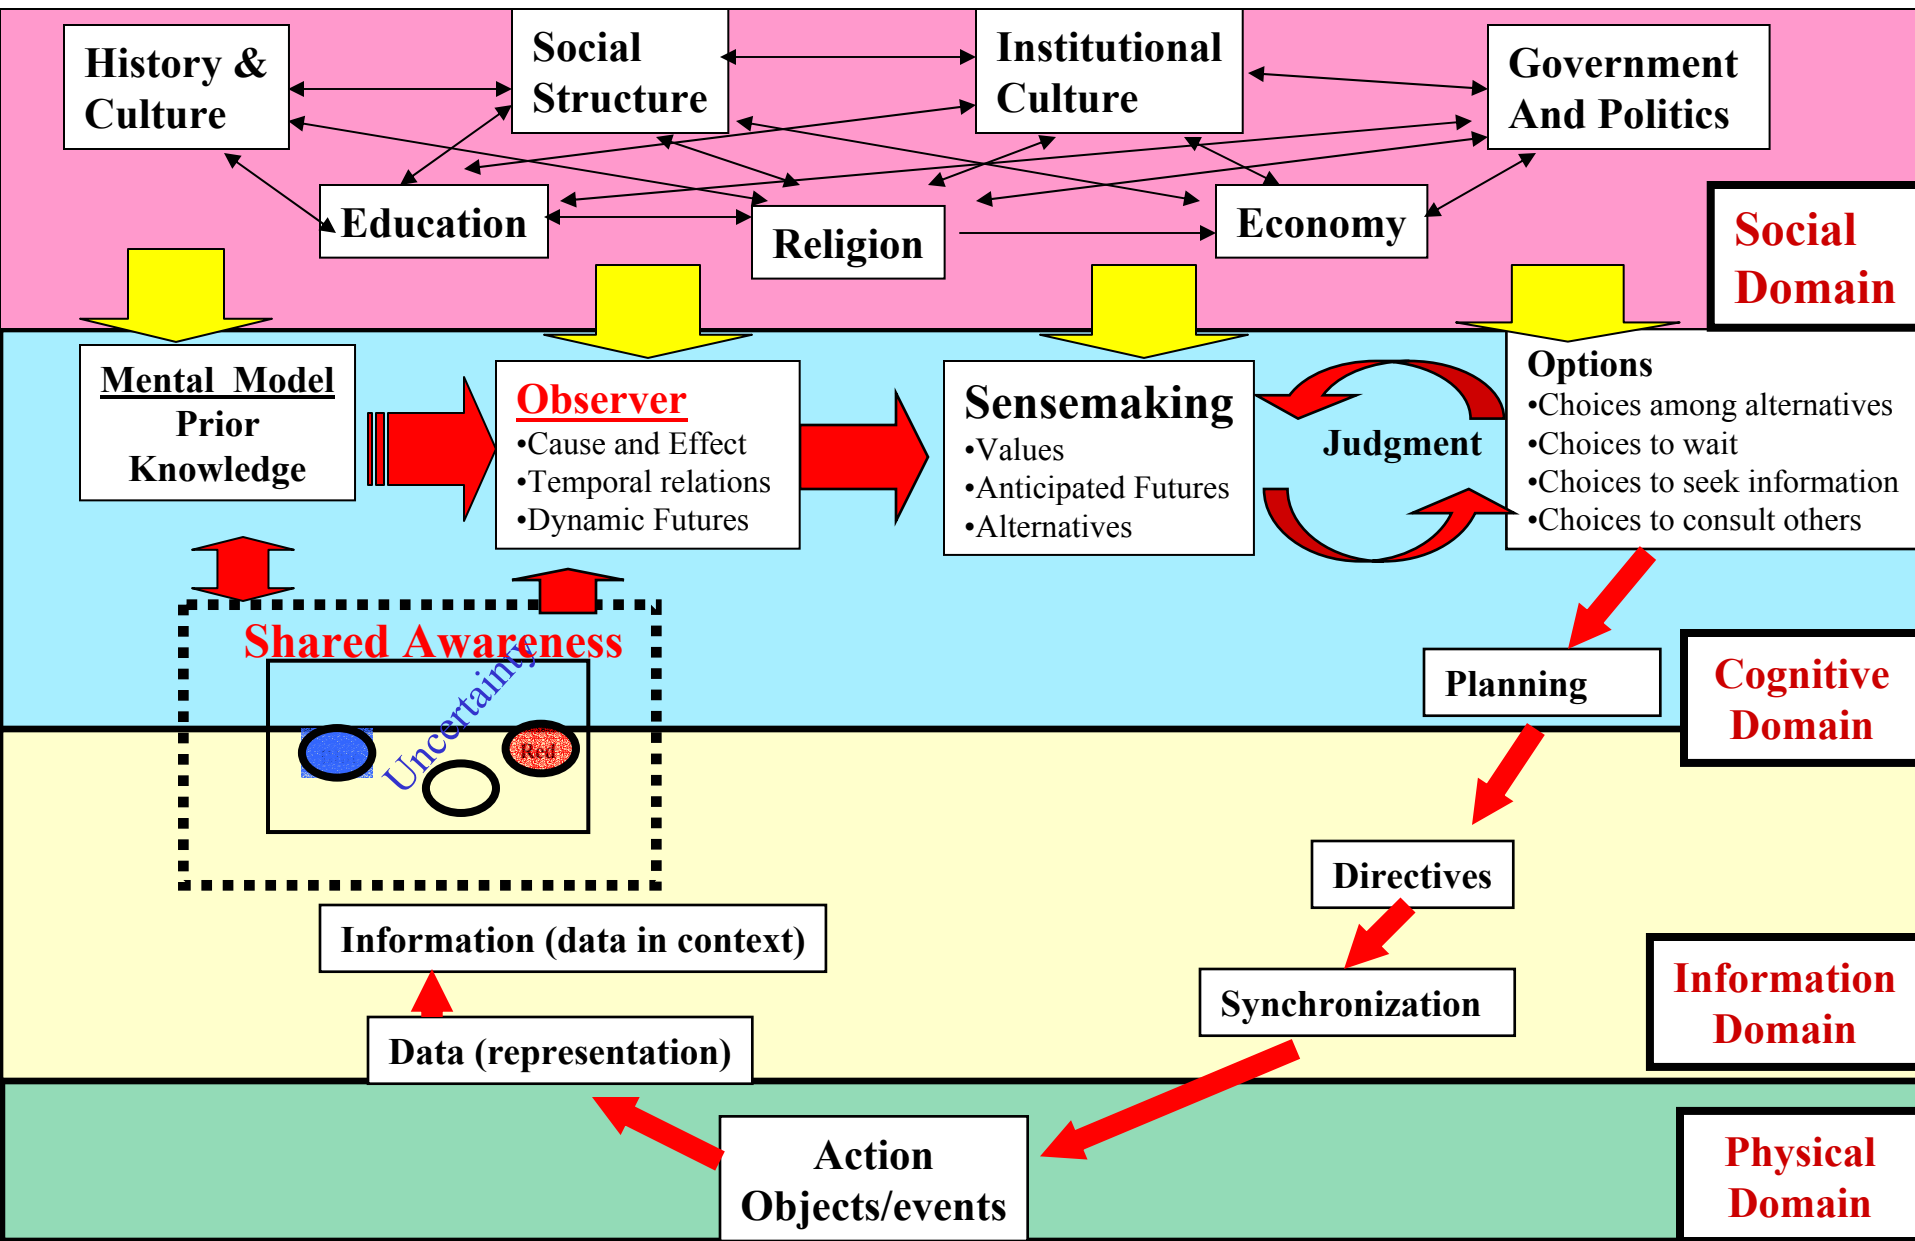 History &
Culture
Social
Structure
Institutional
Culture
Government
And Politics
Education
Religion
Economy
Social
Domain
Mental Model
Prior
Knowledge
Observer
•Cause and Effect
•Temporal relations
•Dynamic Futures
Sensemaking
•Values
•Anticipated Futures
•Alternatives
Judgment
Options
•Choices among alternatives
•Choices to wait
•Choices to seek information
•Choices to consult others
Shared Awareness
Uncertainty
Red
Planning
Cognitive
Domain
Directives
Information (data in context)
Synchronization
Data (representation)
Information
Domain
Action
Objects/events
Physical
Domain